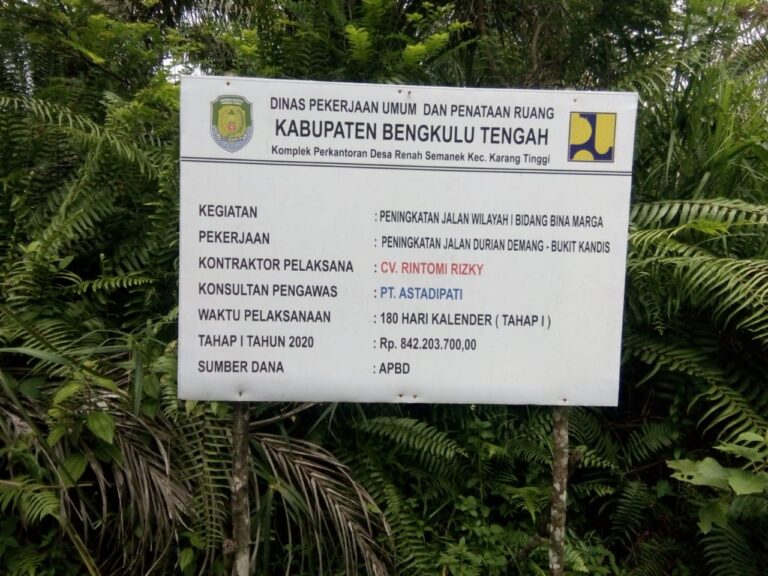 DINAS PEKERJAAN UMUM DAN PENATAAN RUANG
KABUPATEN BENGKULU TENGAH
Komplek Perkantoran Desa Renah Semanek Kec. Karang Tinggi
KEGIATAN : PENINGKATAN JALAN WILAYAH I BIDANG BINA MARGA
PEKERJAAN : PENINGKATAN JALAN DURIAN DEMANG - BUKIT KANDIS
KONTRAKTOR PELAKSANA : CV. RINTOMI RIZKY
KONSULTAN PENGAWAS : PT. ASTADIPATI
WAKTU PELAKSANAAN : 180 HARI KALENDER ( TAHAP I )
TAHAP I TAHUN 2020 : Rp. 842.203.700,00
SUMBER DANA : APBD